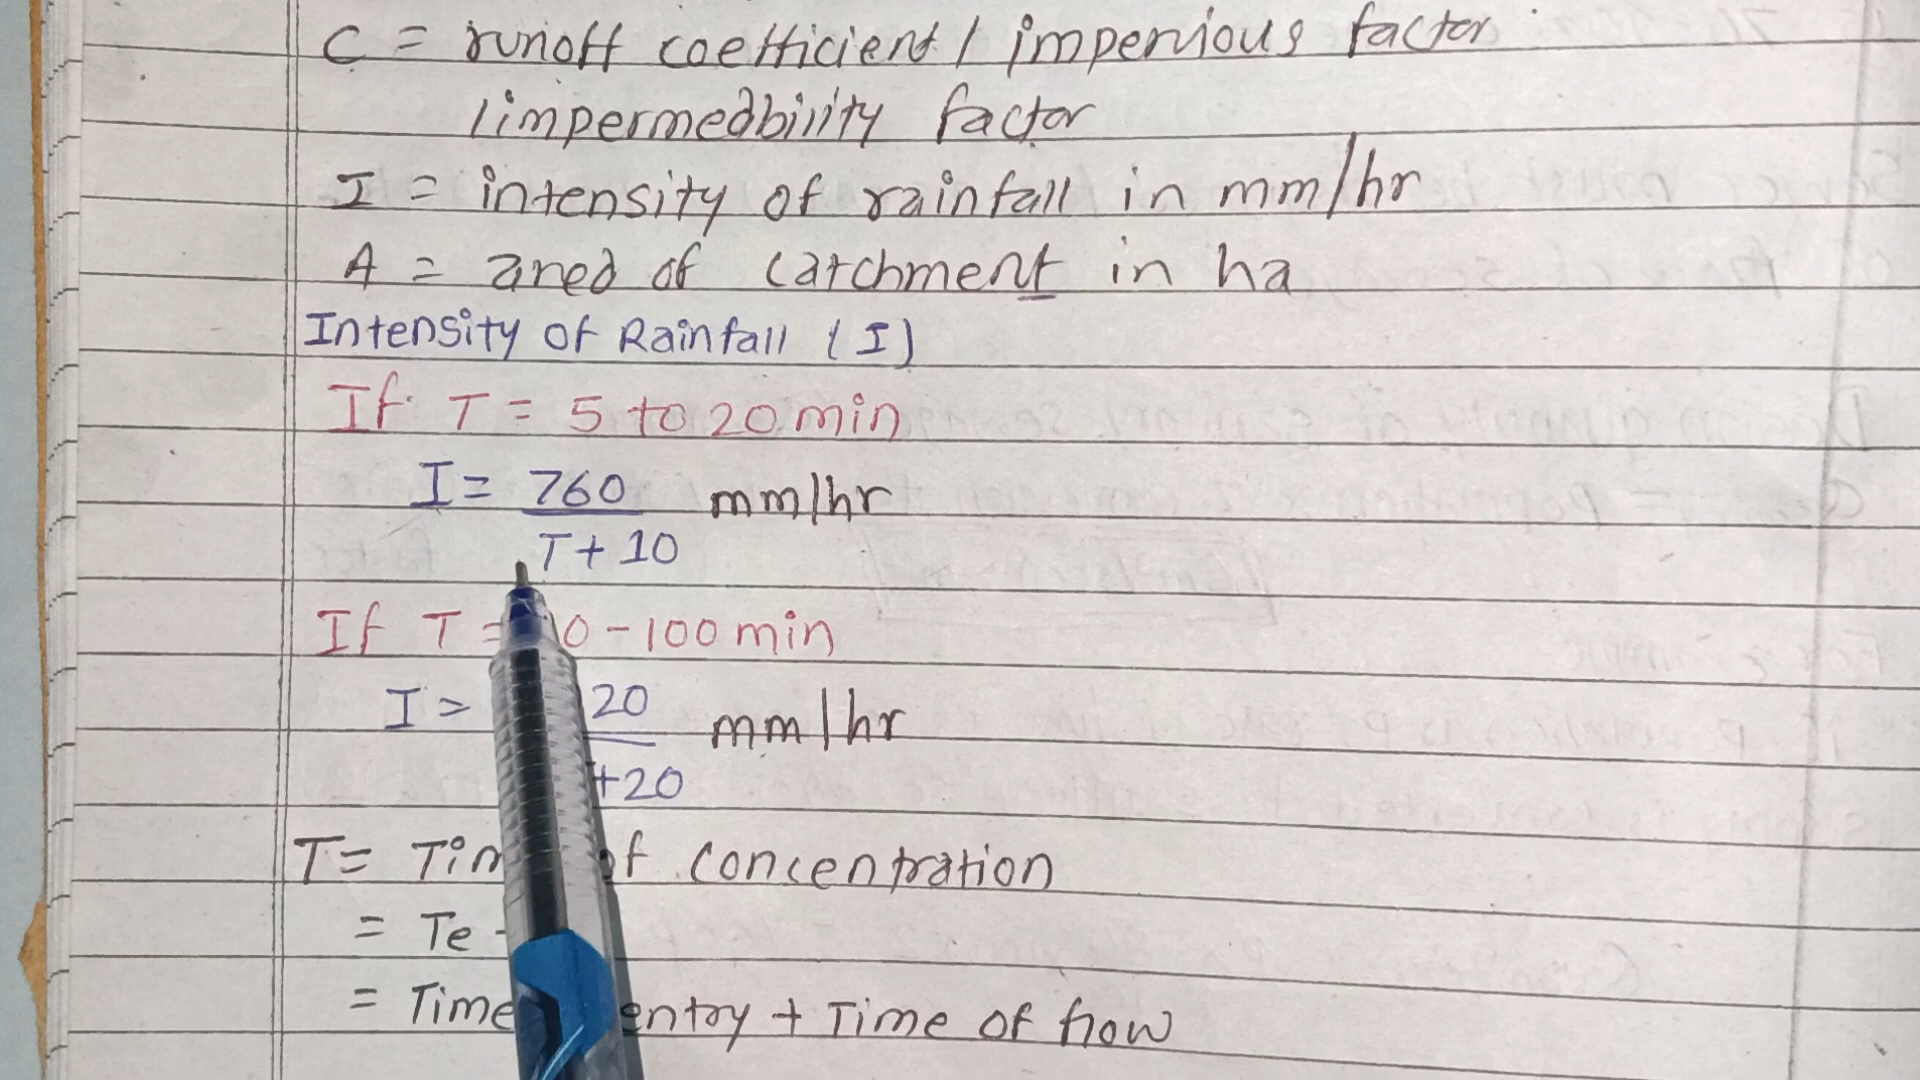 C = runoff coefficient / impervious factor
/impermeability factor
I = intensity of rainfall in mm/hr
A = area of catchment in ha
Intensity of Rainfall (I)
If T = 5 to 20 min
I = 760 mm/hr
T + 10
If T = 0 - 100 min
I = 20 mm/hr
+20
T = Tim of concentration
= Te
= Time entry + Time of flow